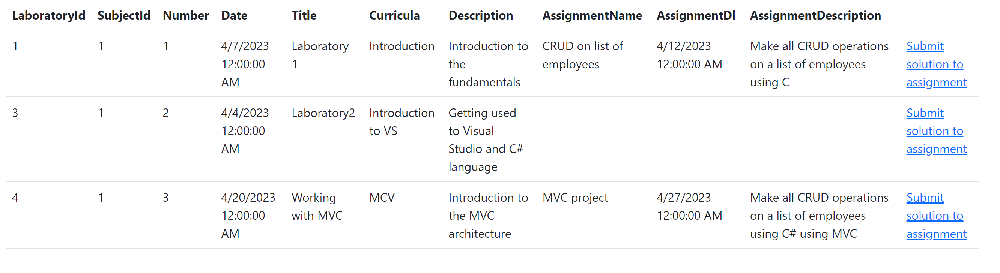 LaboratoryId SubjectId Number Date Title Curricula Description AssignmentName AssignmentDl AssignmentDescription
1 1 1 4/7/2023 Laboratory Introduction Introduction to CRUD on list of 4/12/2023 Make all CRUD operations Submit
12:00:00 1 the employees 12:00:00 AM on a list of employees solution to
AM fundamentals using C assignment
3 1 2 4/4/2023 Laboratory2 Introduction Getting used Submit
12:00:00 to VS to Visual solution to
AM Studio and C# assignment
language
4 1 3 4/20/2023 Working MCV Introduction to MVC project 4/27/2023 Make all CRUD operations Submit
12:00:00 with MVC the MVC 12:00:00 AM on a list of employees solution to
AM architecture using C# using MVC assignment